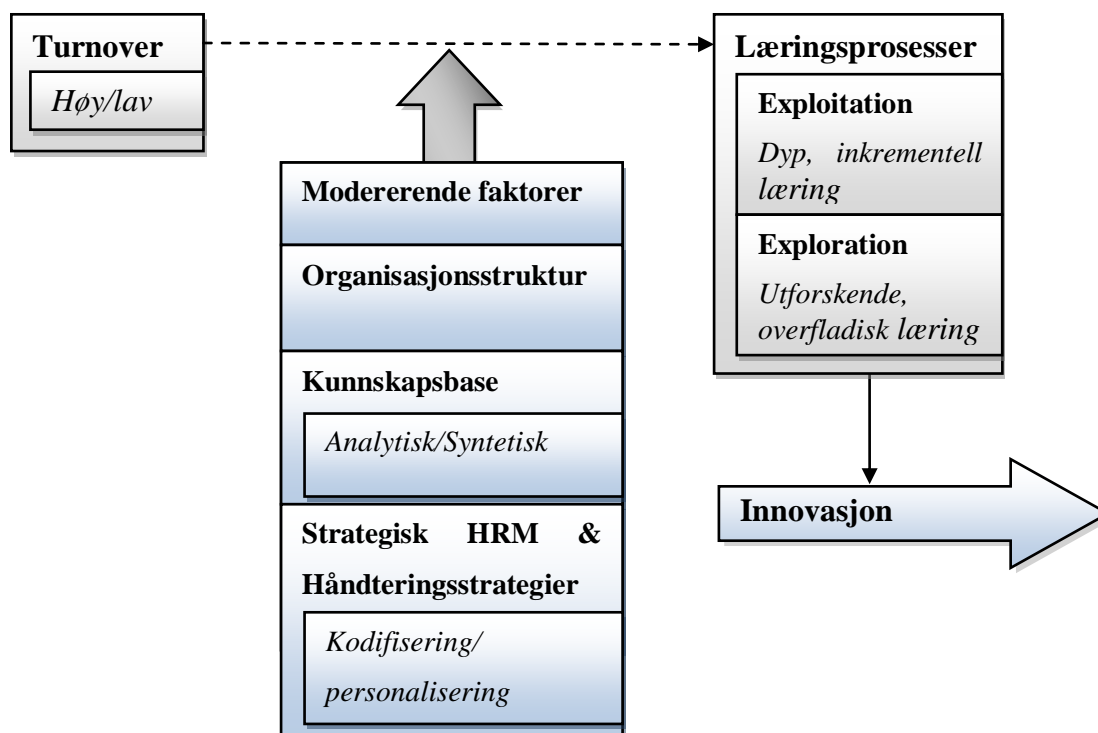 Turnover
Høy/lav
Modererende faktorer
Organisasjonsstruktur
Kunnskapsbase
Analytisk/Syntetisk
Strategisk HRM &
Håndteringsstrategier
Kodifisering/
personalisering
Læringsprosesser
Exploitation
Dyp, inkrementell
læring
Exploration
Utforskende,
overfladisk læring
Innovasjon